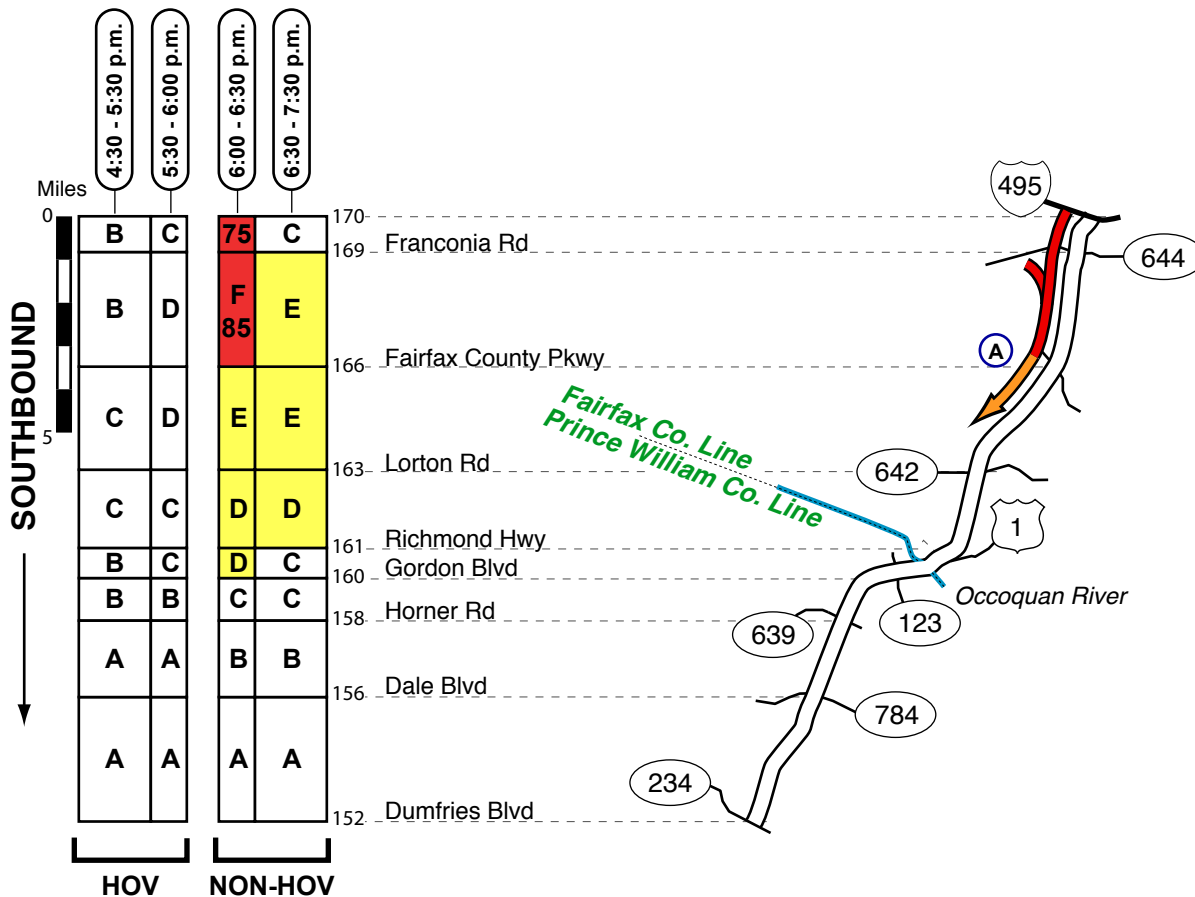 4:30 - 5:30 p.m.
5:30 - 6:00 p.m.
6:00 - 6:30 p.m.
6:30 - 7:30 p.m.
Miles
0
5
SOUTHBOUND
B C 75 C
B D F 85 E
C D E E
C C D D
B C D C
B B C C
A A B B
A A A A
HOV
NON-HOV
170
169 Franconia Rd
166 Fairfax County Pkwy
163 Lorton Rd
161 Richmond Hwy
160 Gordon Blvd
158 Horner Rd
156 Dale Blvd
152 Dumfries Blvd
Fairfax Co. Line
Prince William Co. Line
495
644
A
642
1
Occoquan River
123
639
784
234